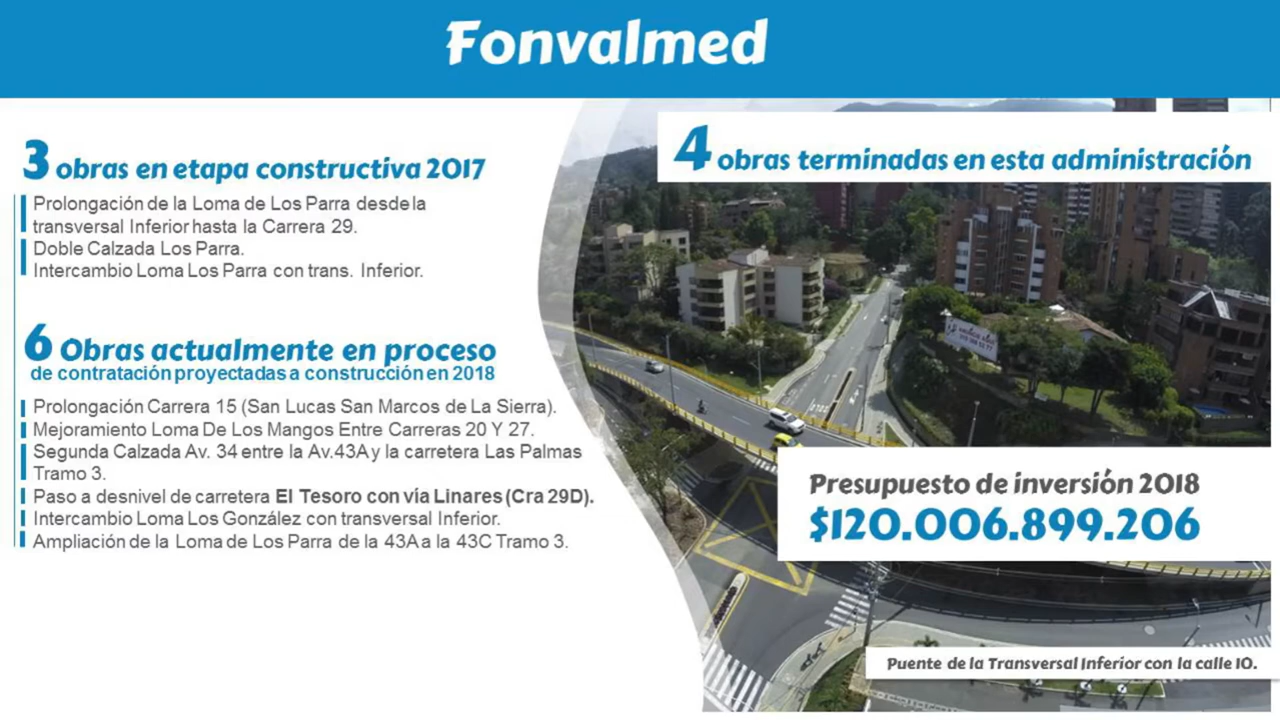 Fonvalmed
3 obras en etapa constructiva 2017
Prolongación de la Loma de Los Parra desde la
transversal Inferior hasta la Carrera 29.
Doble Calzada Los Parra.
Intercambio Loma Los Parra con trans. Inferior.
6 Obras actualmente en proceso
de contratación proyectadas a construcción en 2018
Prolongación Carrera 15 (San Lucas San Marcos de La Sierra).
Mejoramiento Loma De Los Mangos Entre Carreras 20 Y 27.
Segunda Calzada Av. 34 entre la Av.43A y la carretera Las Palmas
Tramo 3.
Paso a desnivel de carretera El Tesoro con vía Linares (Cra 29D).
Intercambio Loma Los González con transversal Inferior.
Ampliación de la Loma de Los Parra de la 43A a la 43C Tramo 3.
4 obras terminadas en esta administración
Presupuesto de inversión 2018
$120.006.899.206
Puente de la Transversal Inferior con la calle 10.